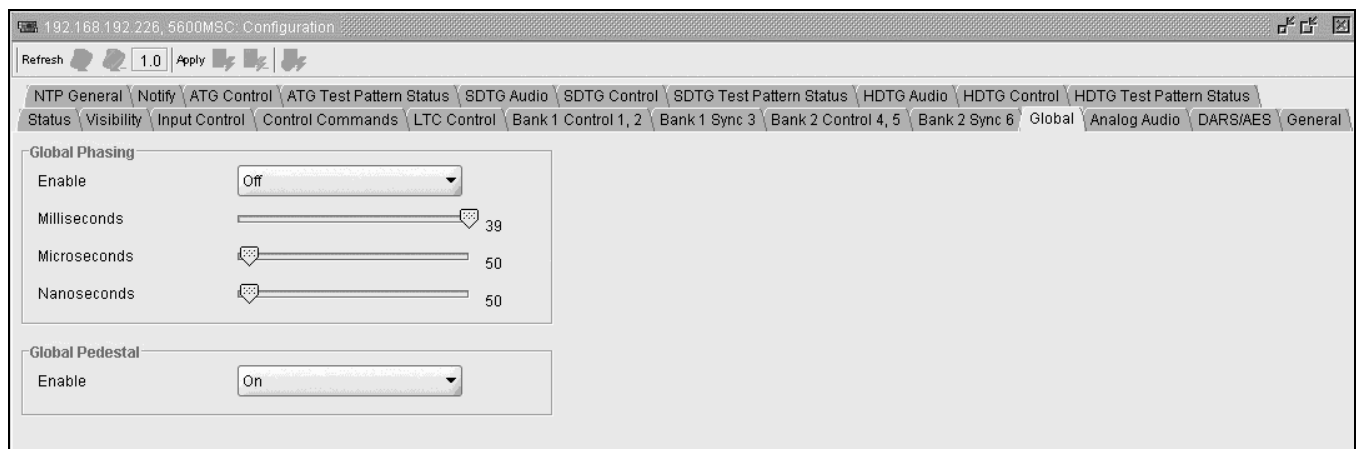 192.168.192.226, 5600MSC: Configuration
Refresh 1.0 Apply
NTP General Notify ATG Control ATG Test Pattern Status SDTG Audio SDTG Control SDTG Test Pattern Status HDTG Audio HDTG Control HDTG Test Pattern Status
Status Visibility Input Control Control Commands LTC Control Bank 1 Control 1, 2 Bank 1 Sync 3 Bank 2 Control 4, 5 Bank 2 Sync 6 Global Analog Audio DARS/AES General
Global Phasing
Enable Off
Milliseconds 39
Microseconds 50
Nanoseconds 50
Global Pedestal
Enable On